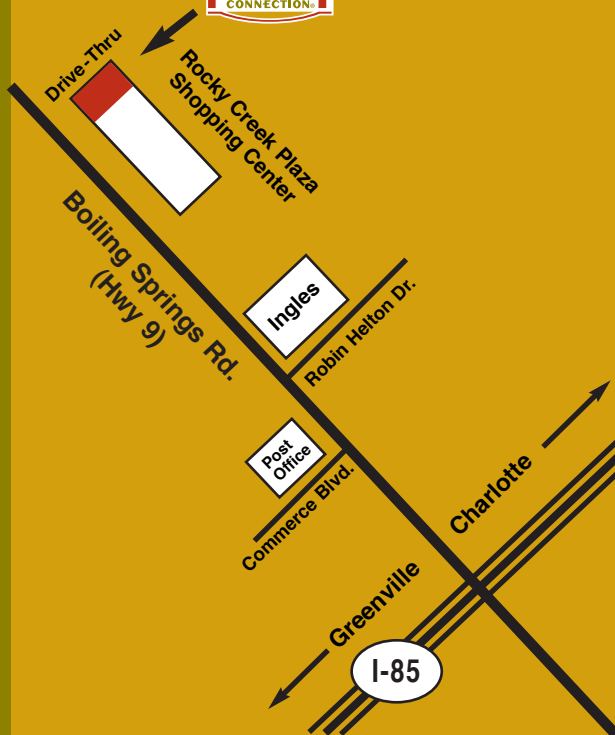 CONNECTION®
Drive-Thru
Rocky Creek Plaza
Shopping Center
Boiling Springs Rd.
(Hwy 9)
Ingles
Robin Helton Dr.
Post
Office
Commerce Blvd.
Charlotte
Greenville
I-85